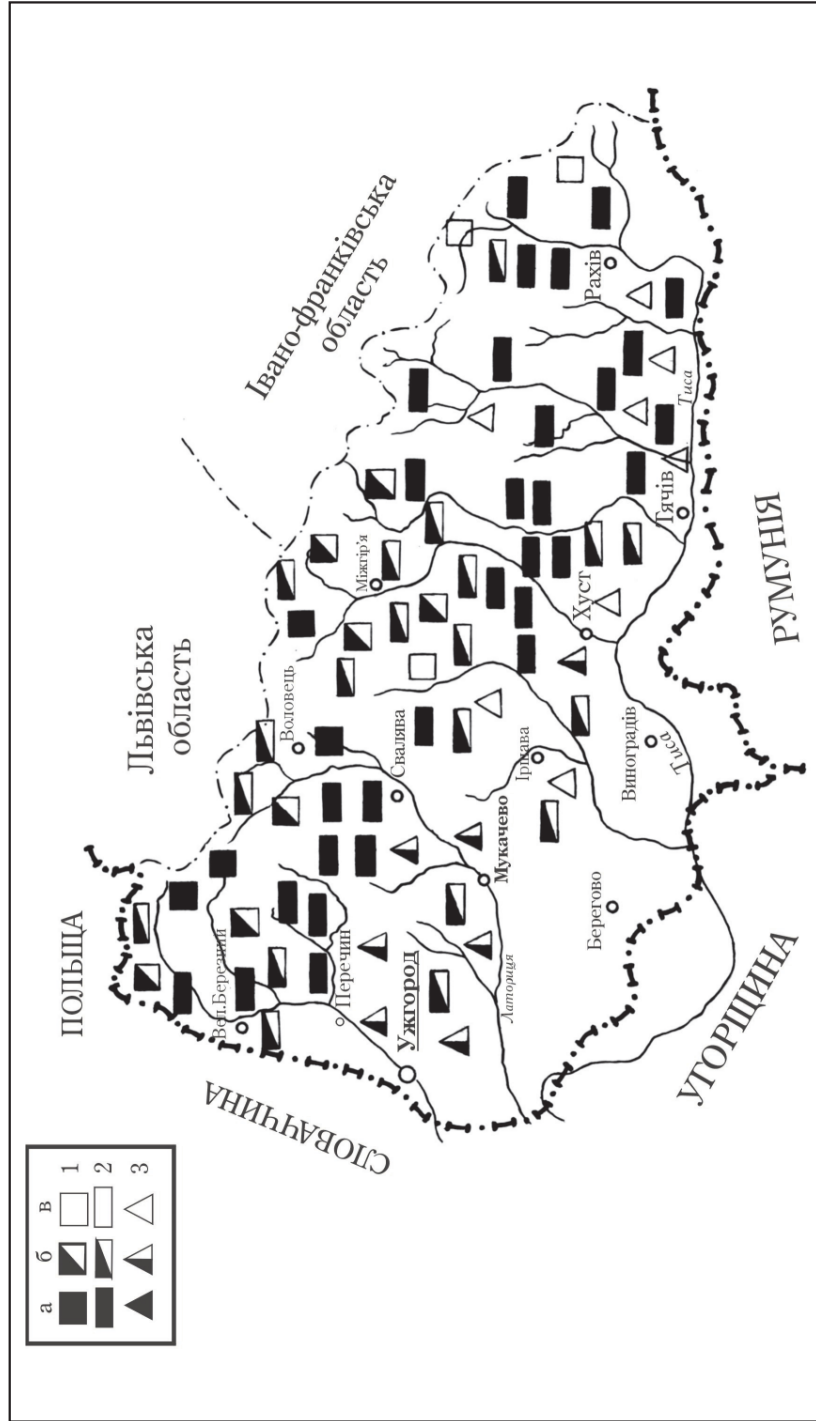 а б в
1
2
3
ПОЛЬЩА
Львівська
область
Івано-франківська
область
СЛОВАЧЧИНА
УГОРЩИНА
РУМУНІЯ
Вел.Березний
Перечин
Ужгород
Воловець
Свалява
Мукачево
Латориця
Берегово
Міжгір'я
Іршава
Виноградів
Тиса
Хуст
Тячів
Тиса
Рахів